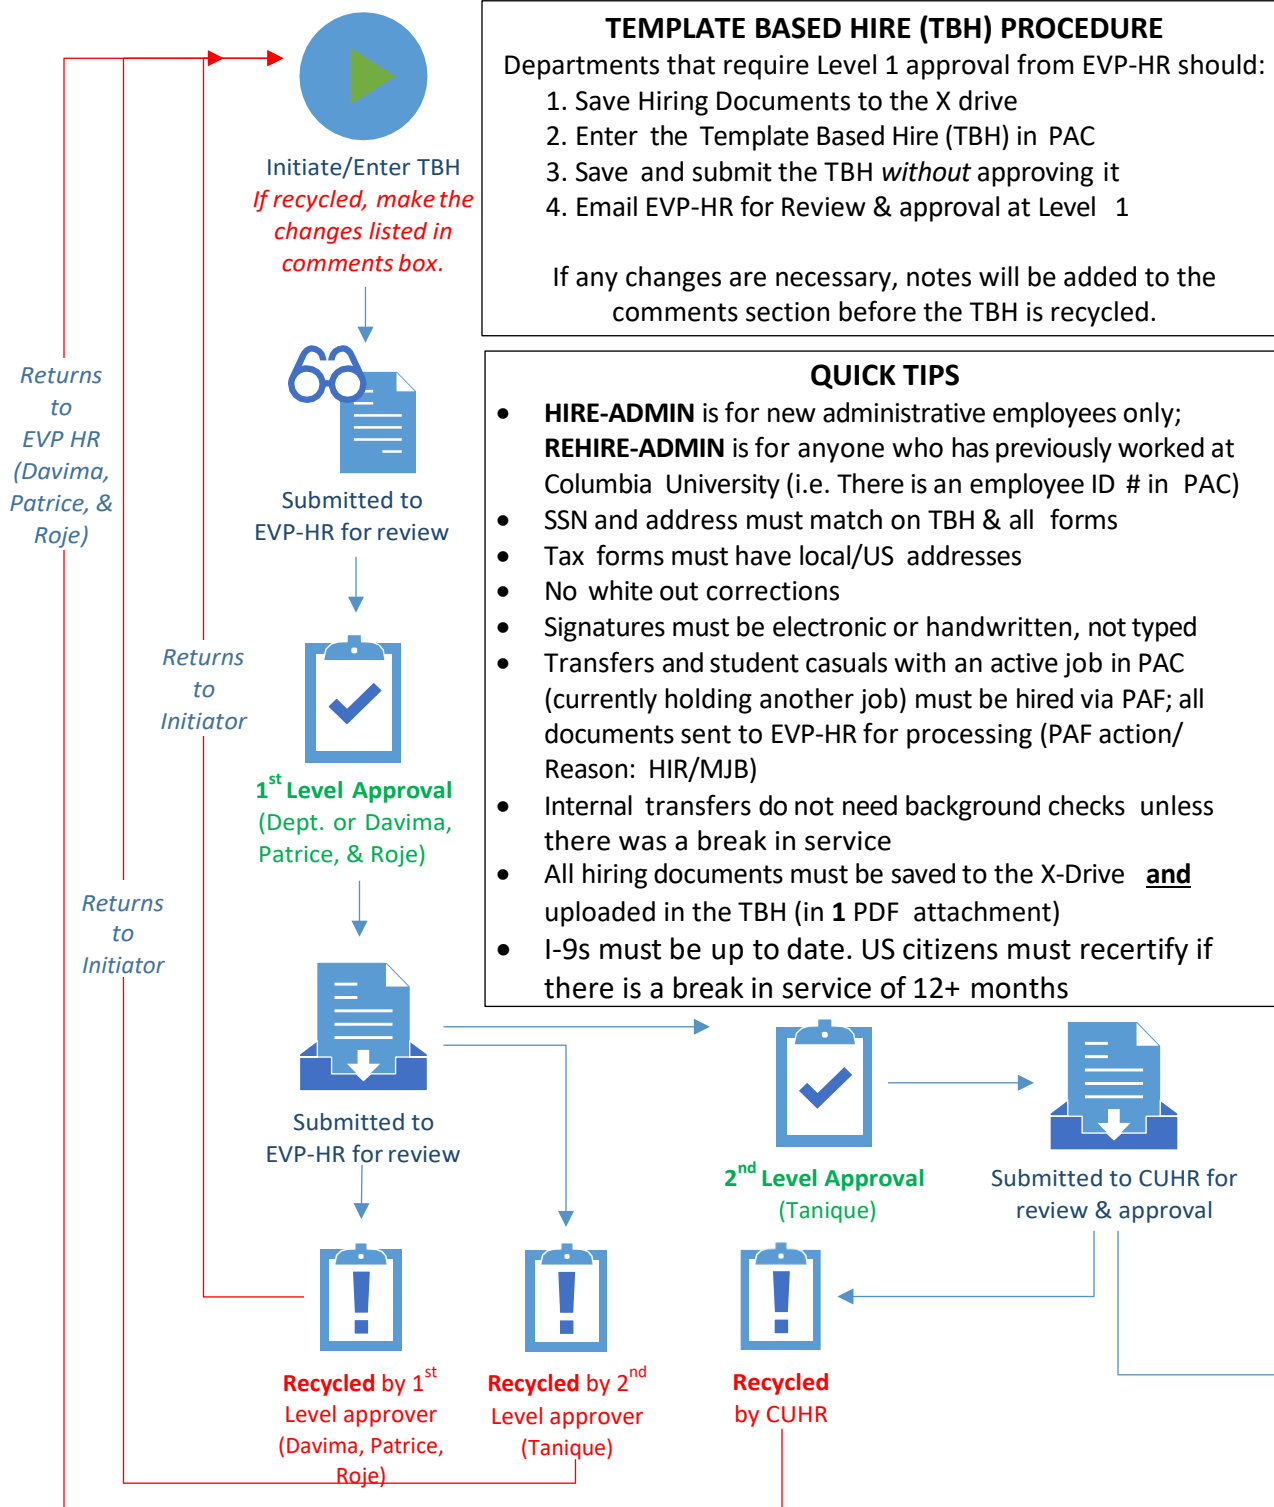 TEMPLATE BASED HIRE (TBH) PROCEDURE
Departments that require Level 1 approval from EVP-HR should:
1. Save Hiring Documents to the X drive
2. Enter the Template Based Hire (TBH) in PAC
3. Save and submit the TBH without approving it
4. Email EVP-HR for Review & approval at Level 1
If any changes are necessary, notes will be added to the
comments section before the TBH is recycled.
Initiate/Enter TBH
If recycled, make the
changes listed in
comments box.
Returns
to
EVP HR
(Davima,
Patrice, &
Roje)
Submitted to
EVP-HR for review
QUICK TIPS
• HIRE-ADMIN is for new administrative employees only;
REHIRE-ADMIN is for anyone who has previously worked at
Columbia University (i.e. There is an employee ID # in PAC)
• SSN and address must match on TBH & all forms
• Tax forms must have local/US addresses
• No white out corrections
• Signatures must be electronic or handwritten, not typed
• Transfers and student casuals with an active job in PAC
(currently holding another job) must be hired via PAF; all
documents sent to EVP-HR for processing (PAF action/
Reason: HIR/MJB)
• Internal transfers do not need background checks unless
there was a break in service
• All hiring documents must be saved to the X-Drive and
uploaded in the TBH (in 1 PDF attachment)
• I-9s must be up to date. US citizens must recertify if
there is a break in service of 12+ months
Returns
to
Initiator
1st Level Approval
(Dept. or Davima,
Patrice, & Roje)
Returns
to
Initiator
Submitted to
EVP-HR for review
2nd Level Approval
(Tanique)
Submitted to CUHR for
review & approval
Recycled by 1st
Level approver
(Davima, Patrice,
Roje)
Recycled by 2nd
Level approver
(Tanique)
Recycled
by CUHR